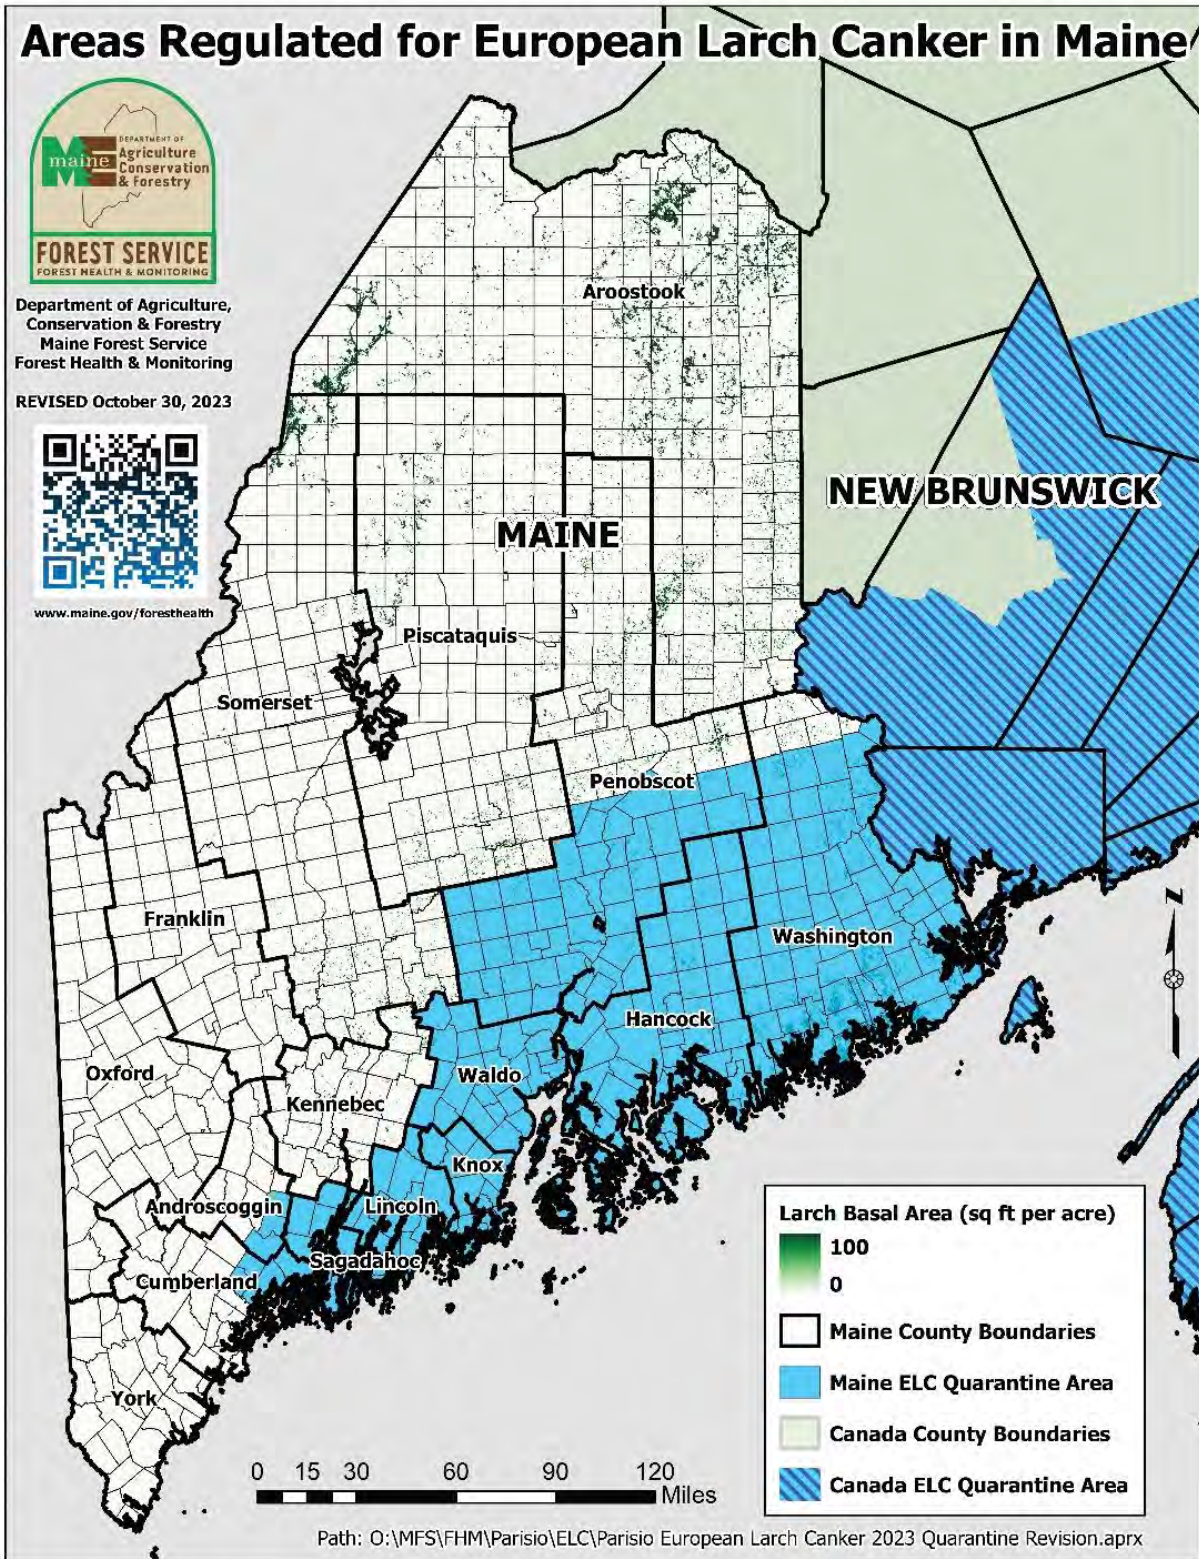 Areas Regulated for European Larch Canker in Maine
DEPARTMENT OF
maine
ME
Agriculture
Conservation
& Forestry
FOREST SERVICE
FOREST HEALTH & MONITORING
Department of Agriculture,
Conservation & Forestry
Maine Forest Service
Forest Health & Monitoring
REVISED October 30, 2023
www.maine.gov/foresthealth
Aroostook
NEW BRUNSWICK
MAINE
Piscataquis
Somerset
Penobscot
Franklin
Washington
Hancock
Oxford
Waldo
Kennebec
Knox
Androscoggin
Lincoln
Sagadahoc
Cumberland
York
N
Larch Basal Area (sq ft per acre)
100
0
Maine County Boundaries
Maine ELC Quarantine Area
Canada County Boundaries
Canada ELC Quarantine Area
0 15 30 60 90 120
Miles
Path: O:\MFS\FHM\Parisio\ELC\Parisio European Larch Canker 2023 Quarantine Revision.aprx